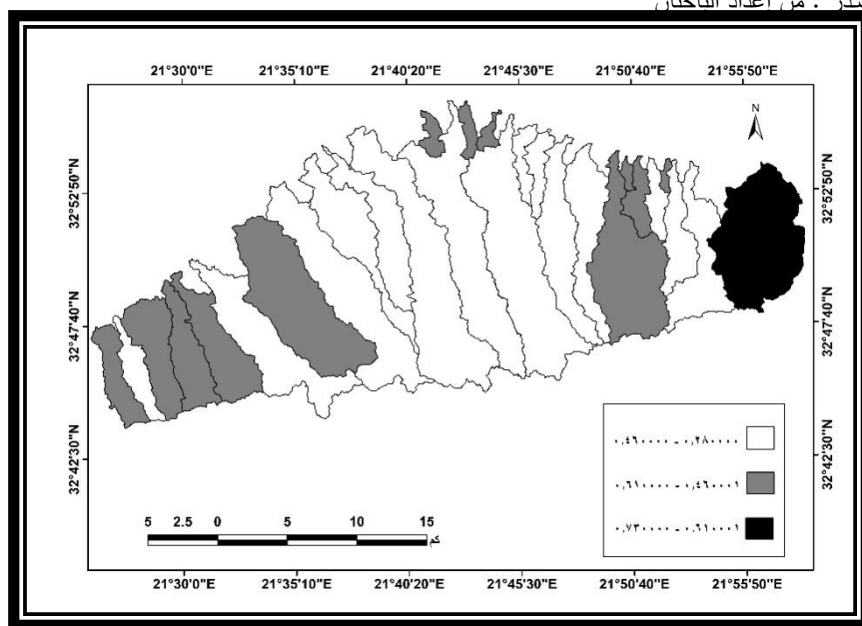 من اعداد الباحثان
21°30'0"E 21°35'10"E 21°40'20"E 21°45'30"E 21°50'40"E 21°55'50"E
N
32°52'50"N 32°52'50"N
32°47'40"N 32°47'40"N
32°42'30"N 32°42'30"N
٠,٢٨٠٠٠٠ - ٠,٤٦٠٠٠٠
٠,٤٦٠٠٠١ - ٠,٦١٠٠٠٠
٠,٦١٠٠٠١ - ٠,٧٣٠٠٠٠
5 2.5 0 5 10 15
كم
21°30'0"E 21°35'10"E 21°40'20"E 21°45'30"E 21°50'40"E 21°55'50"E